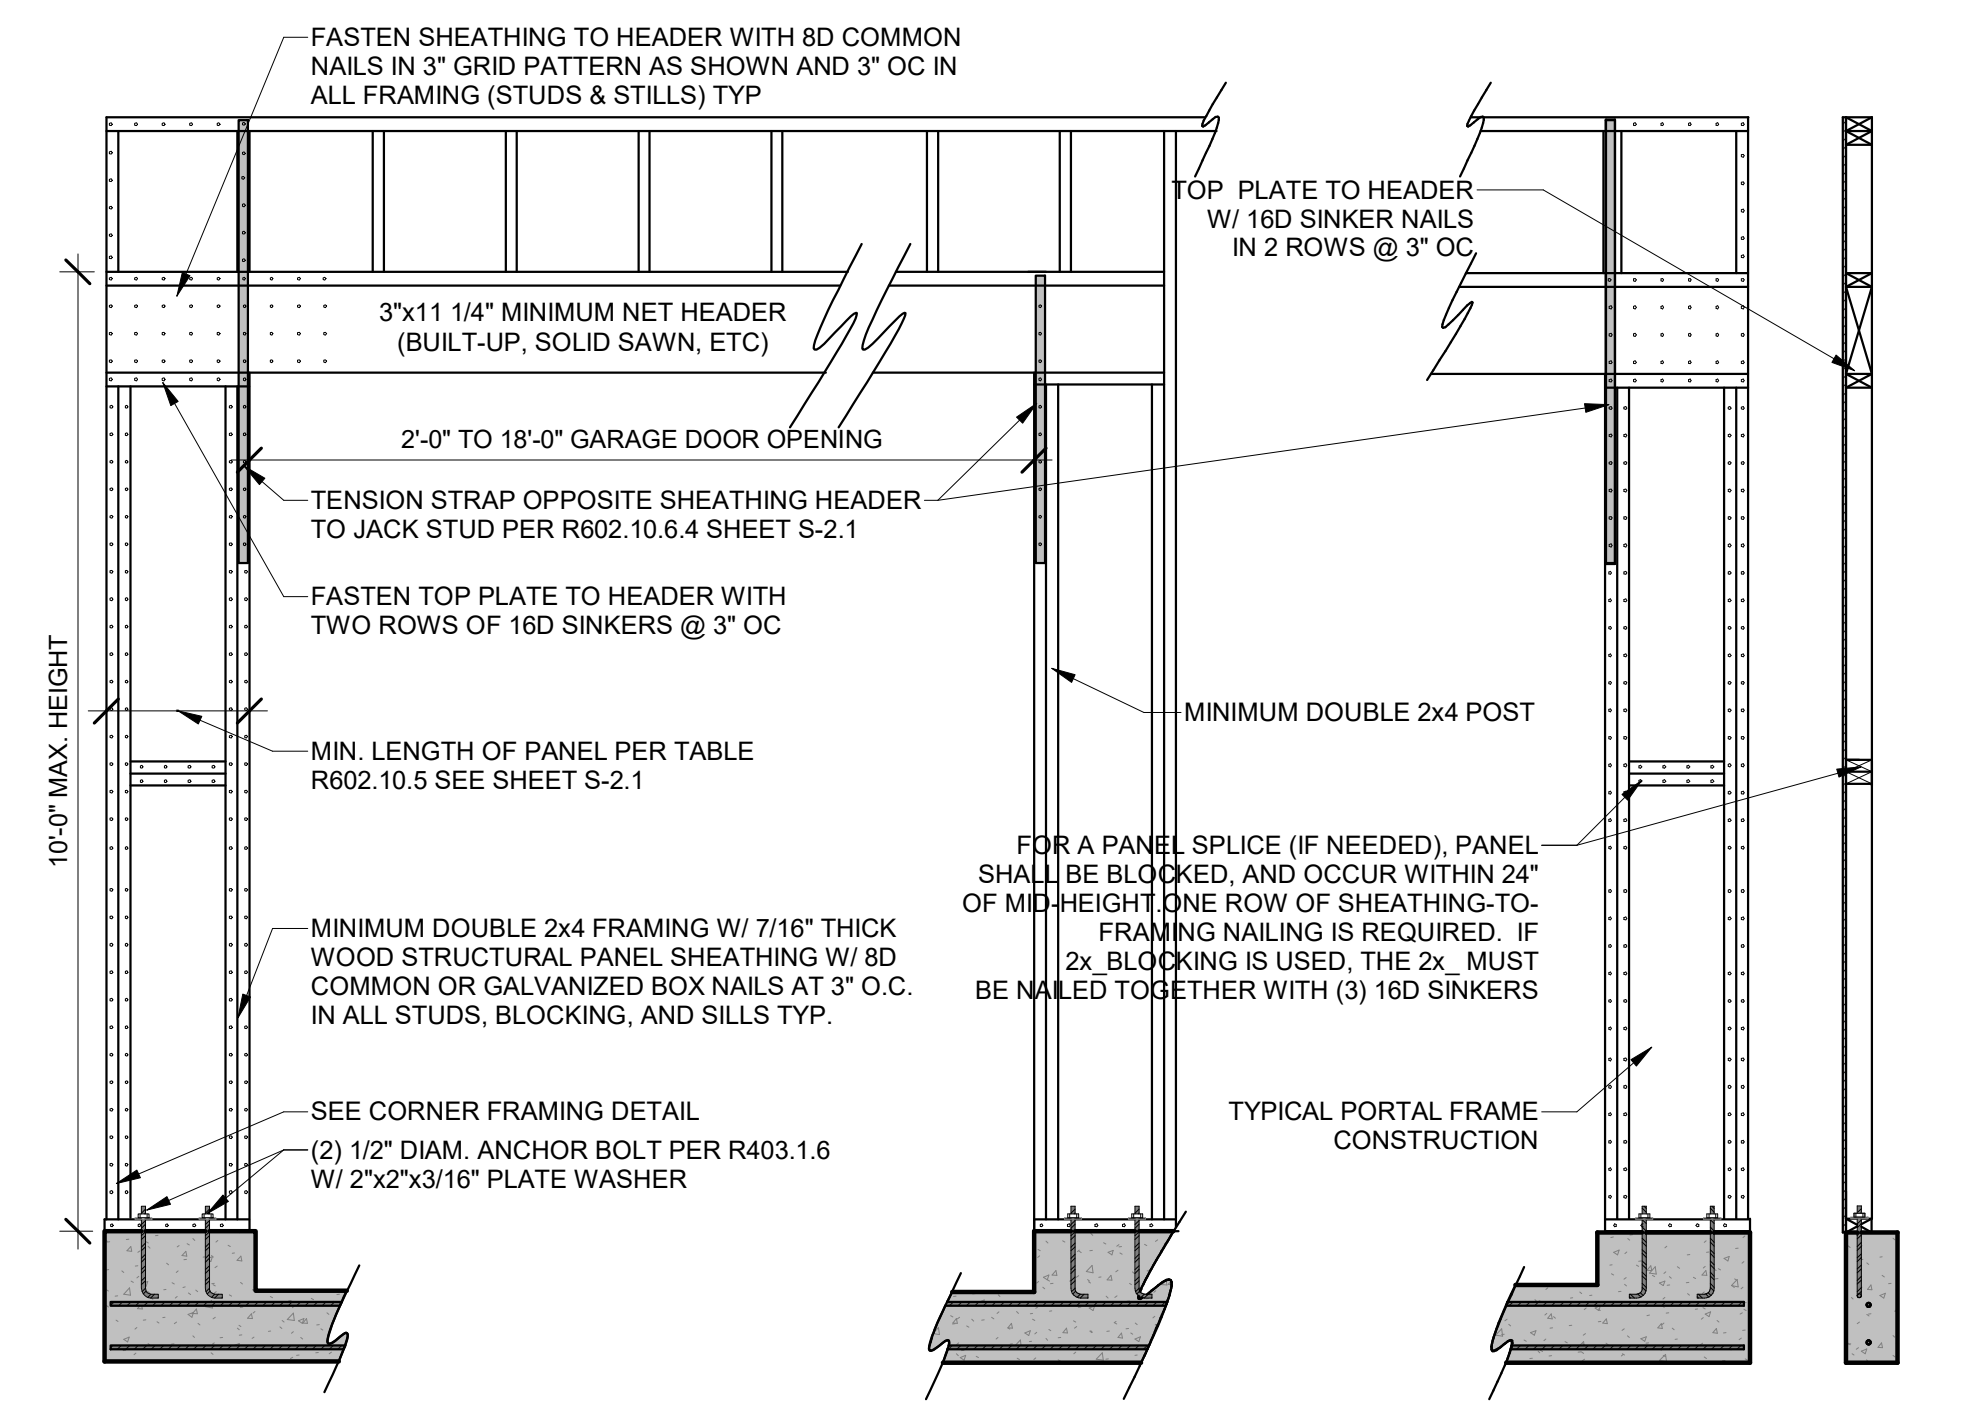 FASTEN SHEATHING TO HEADER WITH 8D COMMON
NAILS IN 3" GRID PATTERN AS SHOWN AND 3" OC IN
ALL FRAMING (STUDS & STILLS) TYP
TOP PLATE TO HEADER
W/ 16D SINKER NAILS
IN 2 ROWS @ 3" OC
3"x11 1/4" MINIMUM NET HEADER
(BUILT-UP, SOLID SAWN, ETC)
2'-0" TO 18'-0" GARAGE DOOR OPENING
TENSION STRAP OPPOSITE SHEATHING HEADER
TO JACK STUD PER R602.10.6.4 SHEET S-2.1
FASTEN TOP PLATE TO HEADER WITH
TWO ROWS OF 16D SINKERS @ 3" OC
10'-0" MAX. HEIGHT
MINIMUM DOUBLE 2x4 POST
MIN. LENGTH OF PANEL PER TABLE
R602.10.5 SEE SHEET S-2.1
FOR A PANEL SPLICE (IF NEEDED), PANEL
SHALL BE BLOCKED, AND OCCUR WITHIN 24"
OF MID-HEIGHT.ONE ROW OF SHEATHING-TO-
FRAMING NAILING IS REQUIRED. IF
2x_BLOCKING IS USED, THE 2x_ MUST
BE NAILED TOGETHER WITH (3) 16D SINKERS
MINIMUM DOUBLE 2x4 FRAMING W/ 7/16" THICK
WOOD STRUCTURAL PANEL SHEATHING W/ 8D
COMMON OR GALVANIZED BOX NAILS AT 3" O.C.
IN ALL STUDS, BLOCKING, AND SILLS TYP.
SEE CORNER FRAMING DETAIL
(2) 1/2" DIAM. ANCHOR BOLT PER R403.1.6
W/ 2"x2"x3/16" PLATE WASHER
TYPICAL PORTAL FRAME
CONSTRUCTION